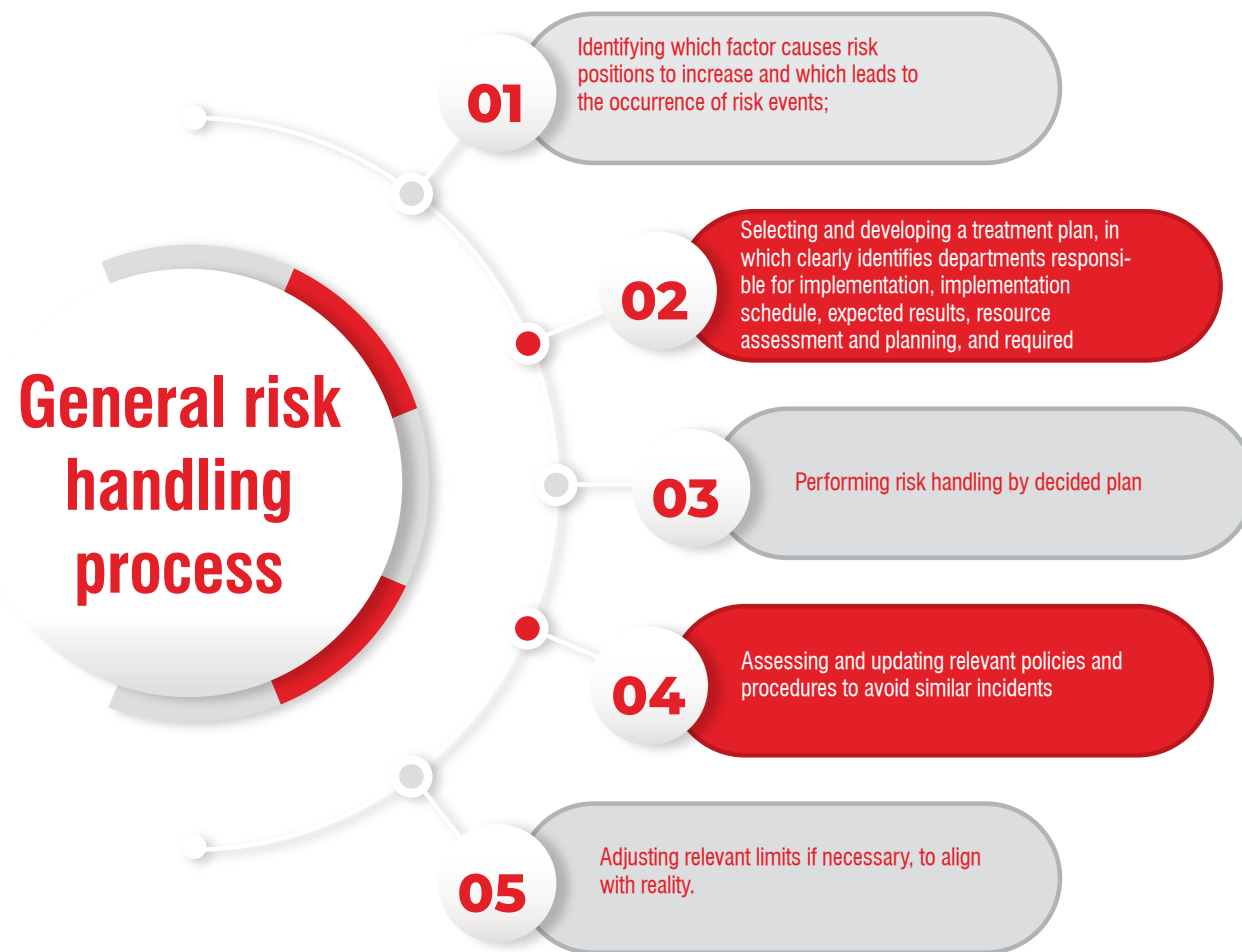 General risk
handling
process
01
Identifying which factor causes risk
positions to increase and which leads to
the occurrence of risk events;
02
Selecting and developing a treatment plan, in
which clearly identifies departments responsi-
ble for implementation, implementation
schedule, expected results, resource
assessment and planning, and required
03
Performing risk handling by decided plan
04
Assessing and updating relevant policies and
procedures to avoid similar incidents
05
Adjusting relevant limits if necessary, to align
with reality.